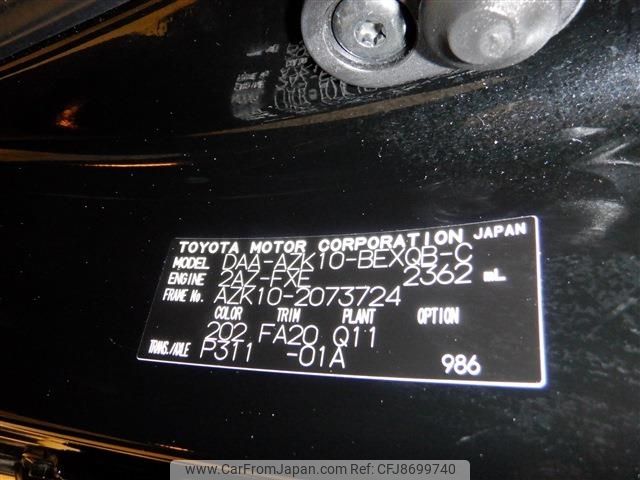 TOYOTA MOTOR CORPORATION JAPAN
MODEL DAA-AZK10-BEXQB-C
ENGINE 2AZ-FXE 2362 mL
FRAME No. AZK10-2073724
COLOR TRIM PLANT OPTION
202 FA20 Q11
TRANS./AXLE P311 -01A
986
www.CarFromJapan.com ID: CFJ8699740